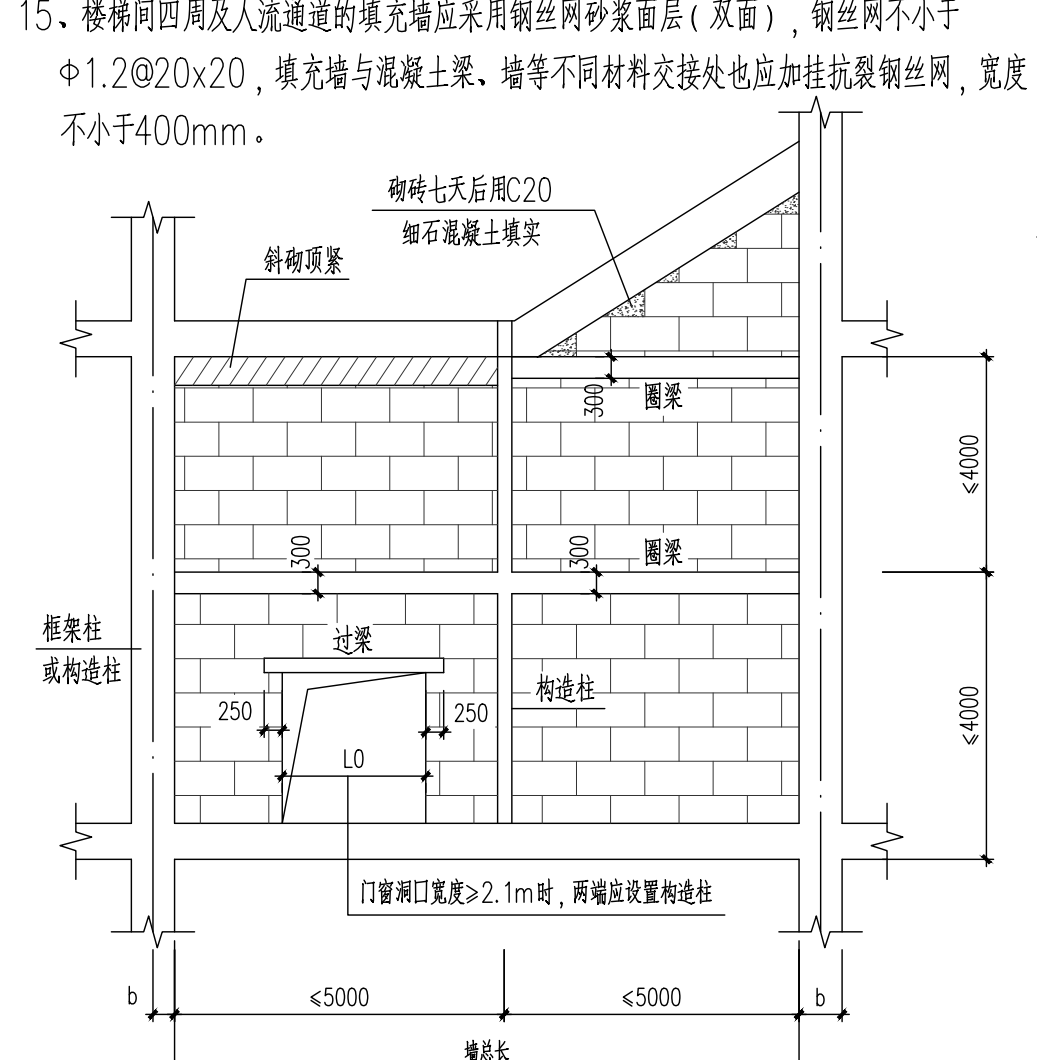 15、楼梯间四周及人流通道的填充墙应采用钢丝网砂浆面层(双面),钢丝网不小于
Φ1.2@20x20,填充墙与混凝土梁、墙等不同材料交接处也应加挂抗裂钢丝网,宽度
不小于400mm。
砌砖七天后用C20
细石混凝土填实
斜砌顶紧
300
圈梁
≤4000
300
300
圈梁
框架柱
或构造柱
过梁
构造柱
250
250
≤4000
L0
门窗洞口宽度≥2.1m时,两端应设置构造柱
b
≤5000
≤5000
b
墙总长